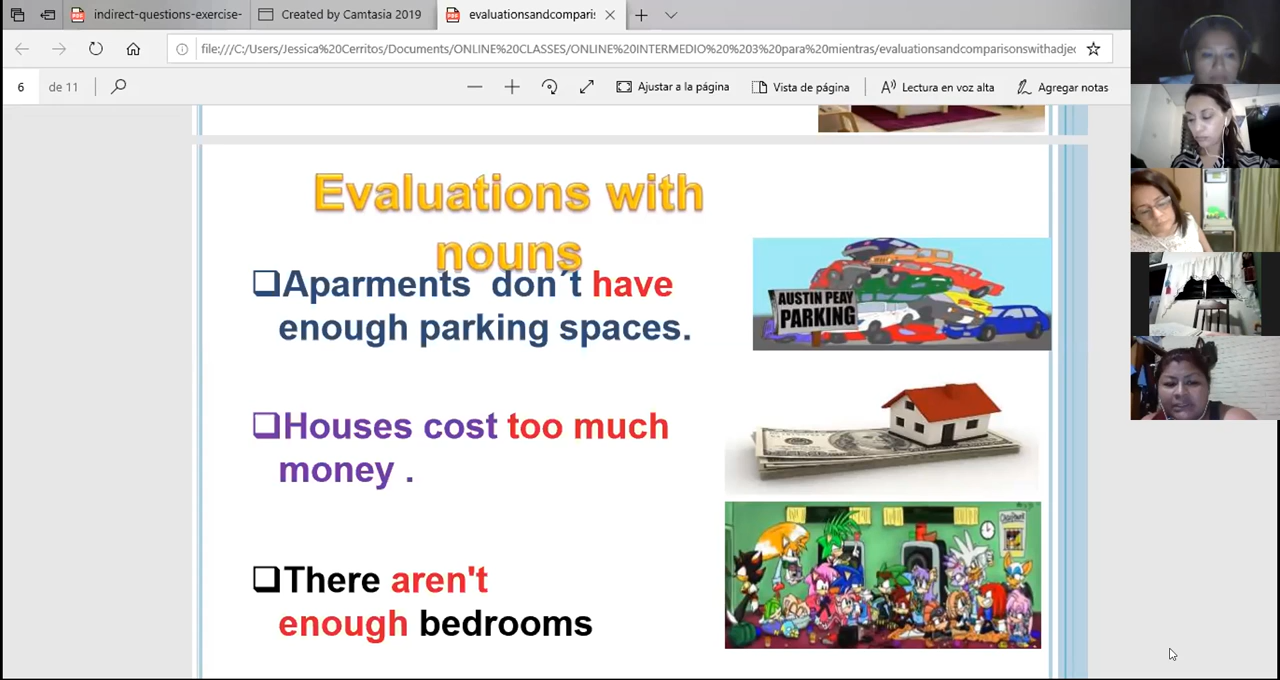 indirect-questions-exercise-
Created by Camtasia 2019
evaluationsandcomparis
file:///C:/Users/Jessica%20Cerritos/Documents/ONLINE%20CLASSES/ONLINE%20INTERMEDIO%20%203%20para%20mientras/evaluationsandcomparisonswithadjec
6
de 11
Ajustar a la página
Vista de página
Lectura en voz alta
Agregar notas
Evaluations with
nouns
Aparments don´t have
enough parking spaces.
AUSTIN PEAY
PARKING
Houses cost too much
money .
There aren't
enough bedrooms